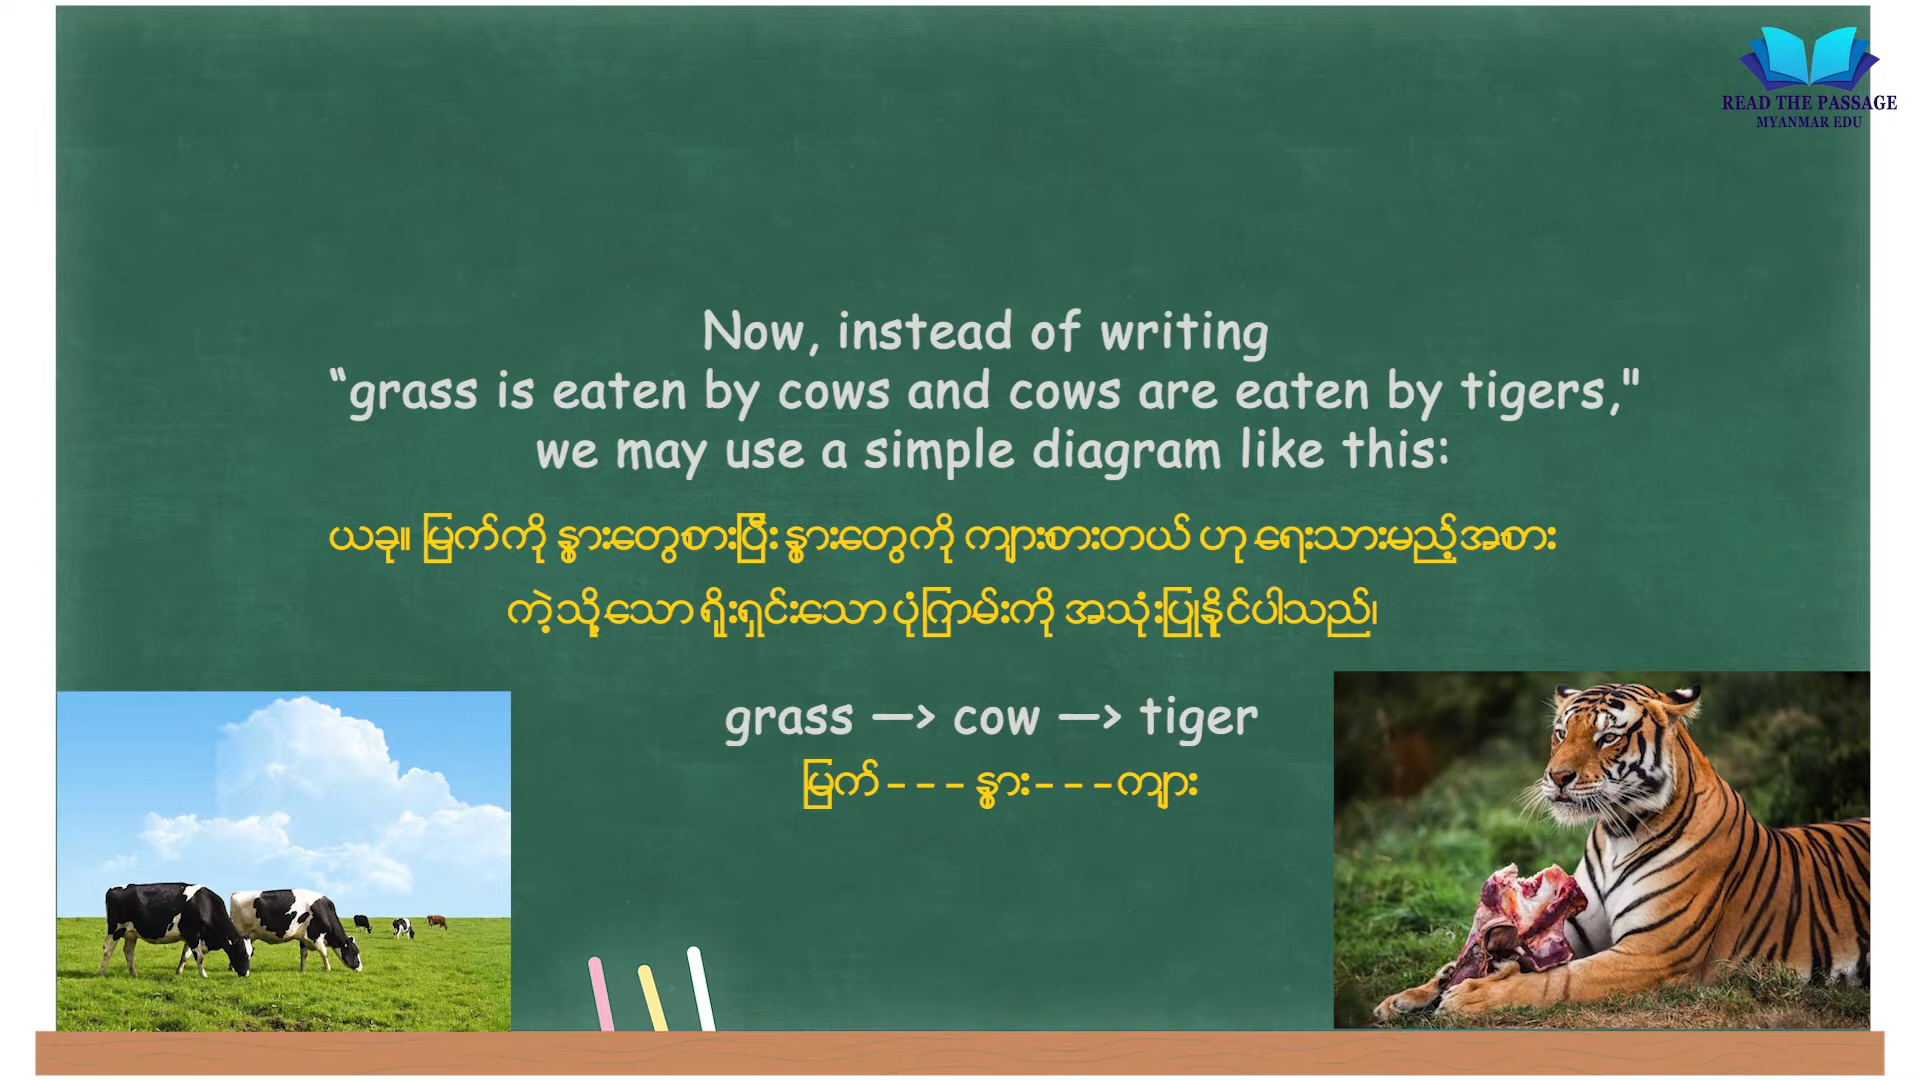 READ THE PASSAGE
MYANMAR EDU
Now, instead of writing
“grass is eaten by cows and cows are eaten by tigers,"
we may use a simple diagram like this:
ယခု။ မြက်ကို နွားတွေစားပြီး နွားတွေကို ကျားစားတယ် ဟု ရေးသားမည့်အစား
ကဲ့သို့သော ရိုးရှင်းသော ပုံကြမ်းကို အသုံးပြုနိုင်ပါသည်၊
grass —> cow —> tiger
မြက် - - - နွား - - - ကျား